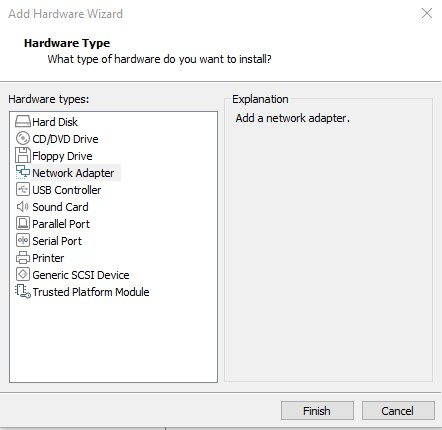 Add Hardware Wizard
Hardware Type
What type of hardware do you want to install?
Hardware types:
Hard Disk
CD/DVD Drive
Floppy Drive
Network Adapter
USB Controller
Sound Card
Parallel Port
Serial Port
Printer
Generic SCSI Device
Trusted Platform Module
Explanation
Add a network adapter.
Finish
Cancel